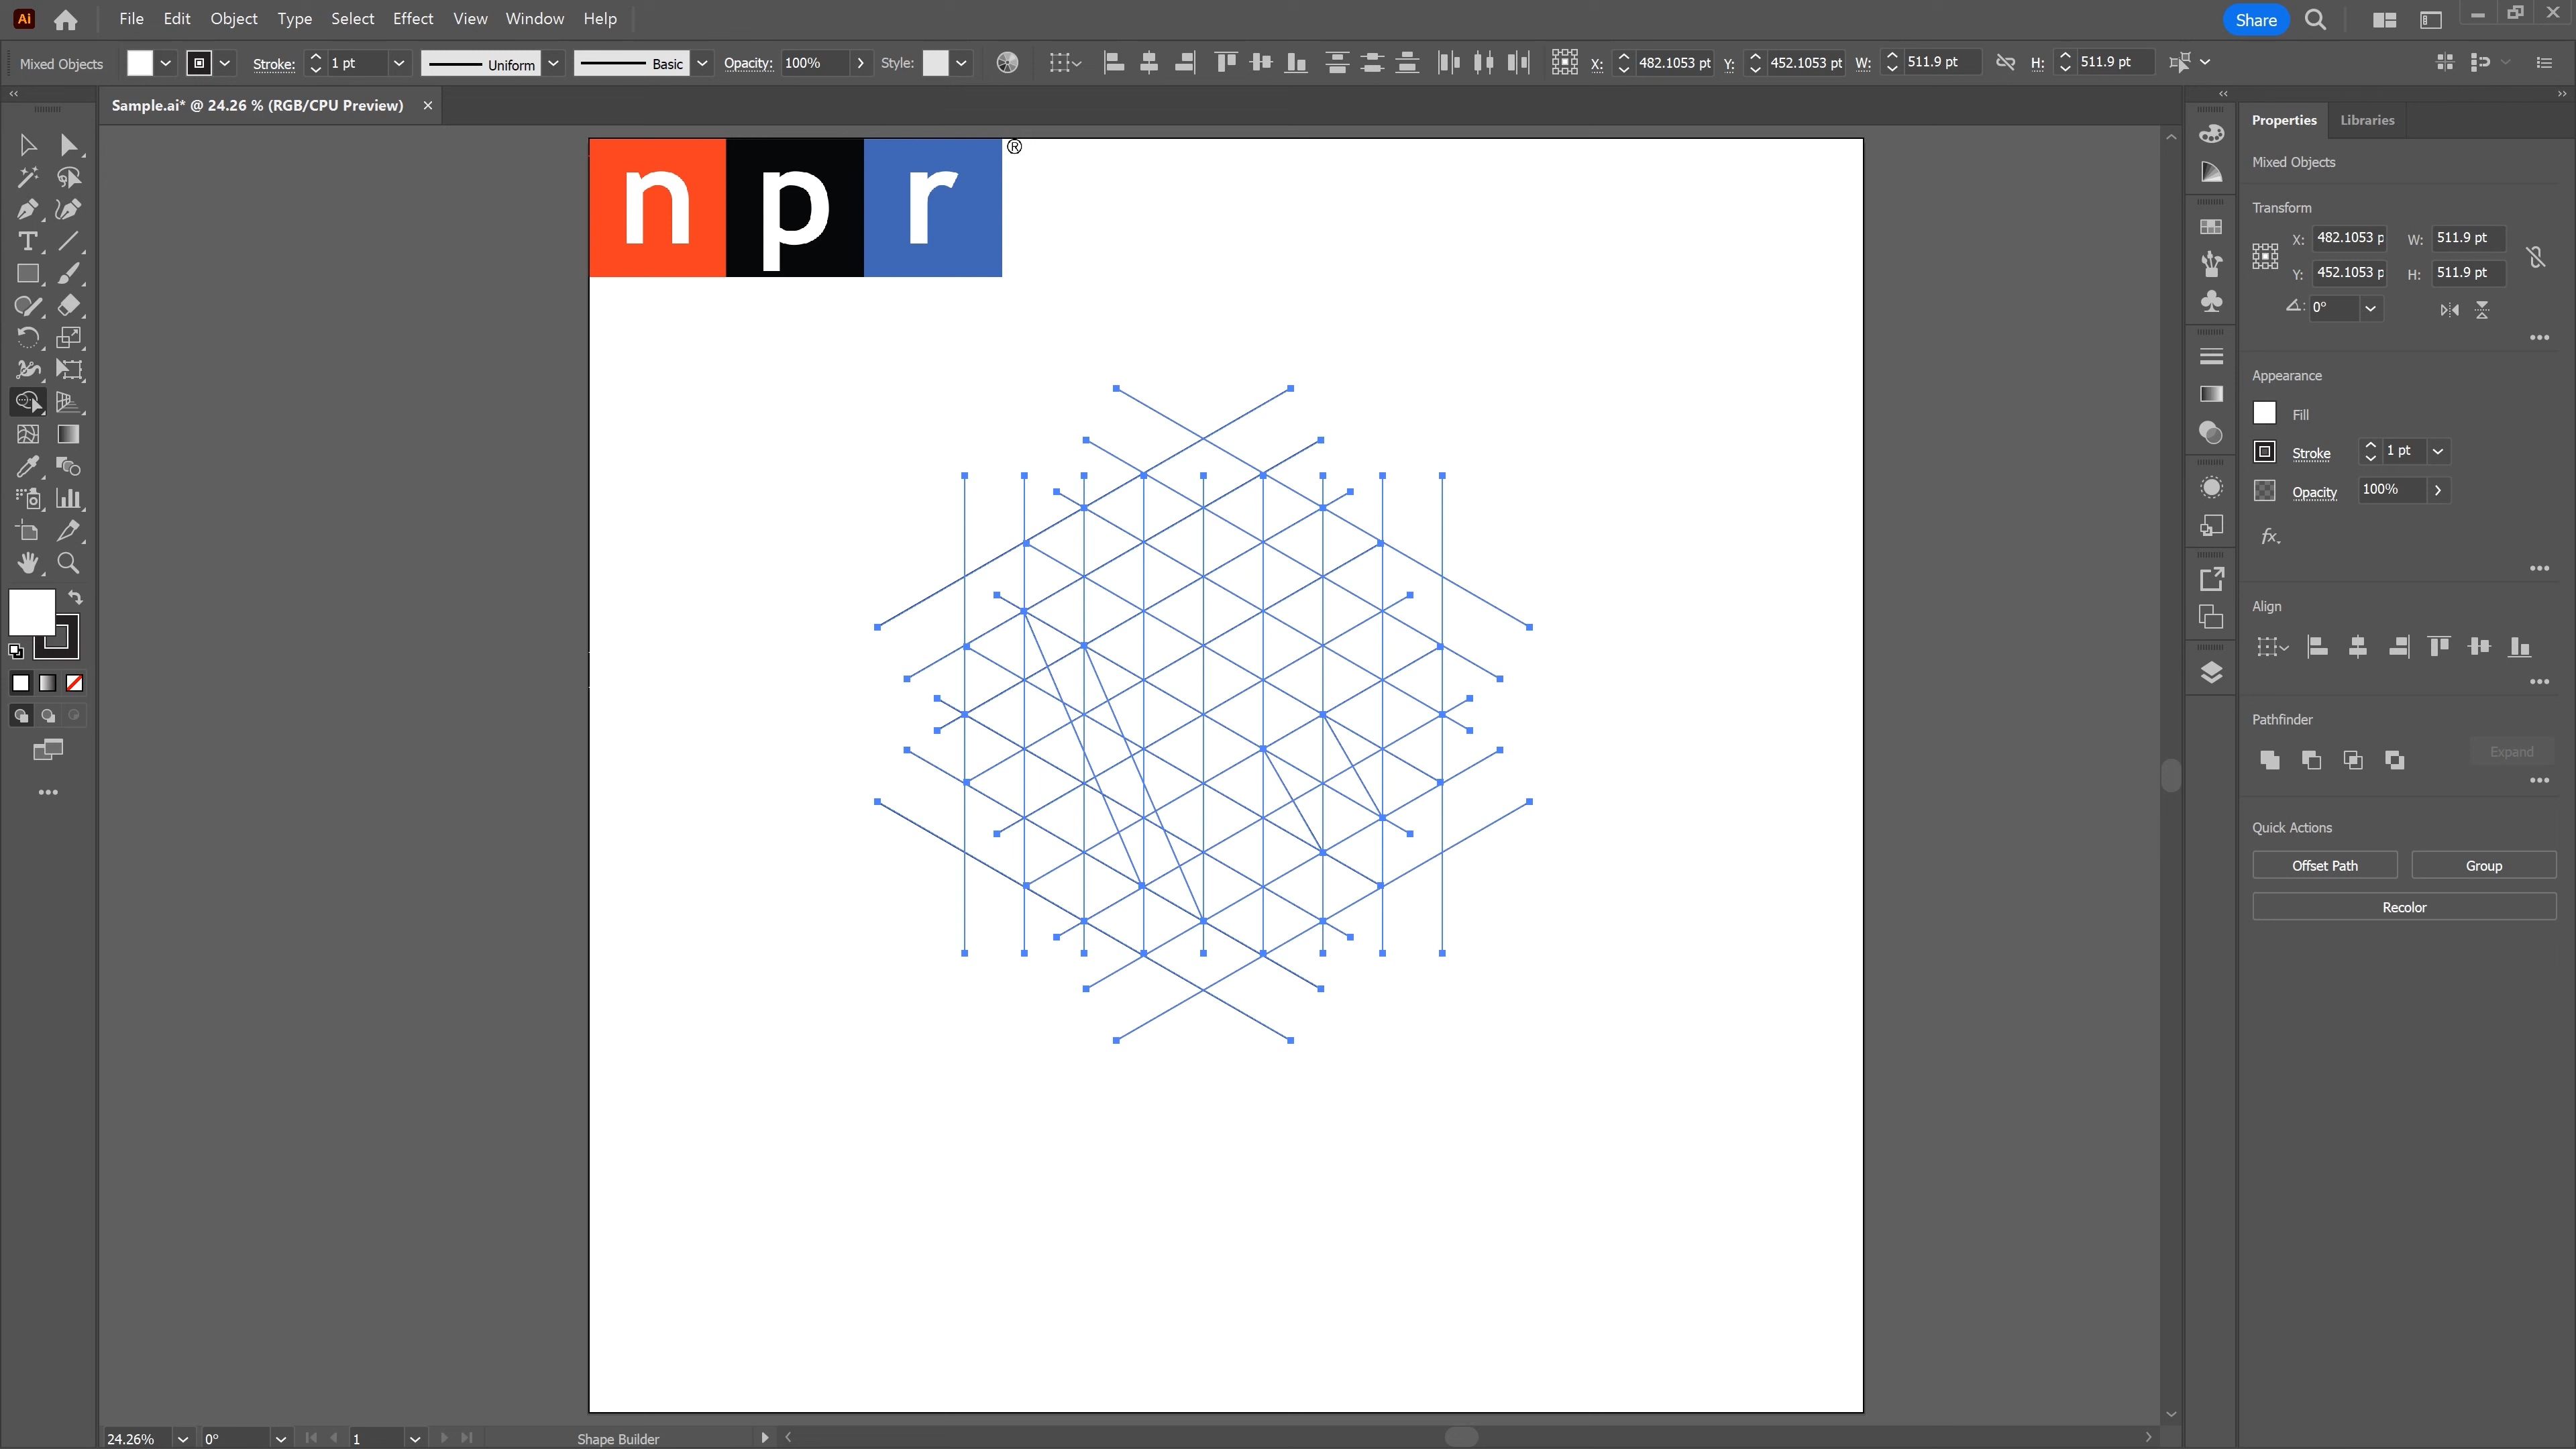 Ai File Edit Object Type Select Effect View Window Help Share
Mixed Objects Stroke: 1 pt Uniform Basic Opacity: 100% Style: X: 482.1053 pt Y: 452.1053 pt W: 511.9 pt H: 511.9 pt
Sample.ai* @ 24.26 % (RGB/CPU Preview) ×
n p r ®
T
Properties Libraries
Mixed Objects
Transform
X: 482.1053 p W: 511.9 pt
Y: 452.1053 p H: 511.9 pt
0°
Appearance
Fill
Stroke 1 pt
Opacity 100%
fx.
Align
Pathfinder
Expand
Quick Actions
Offset Path Group
Recolor
24.26% 0° 1 Shape Builder